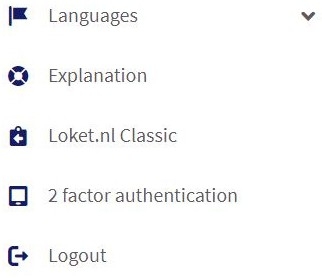 Languages
Explanation
Loket.nl Classic
2 factor authentication
Logout